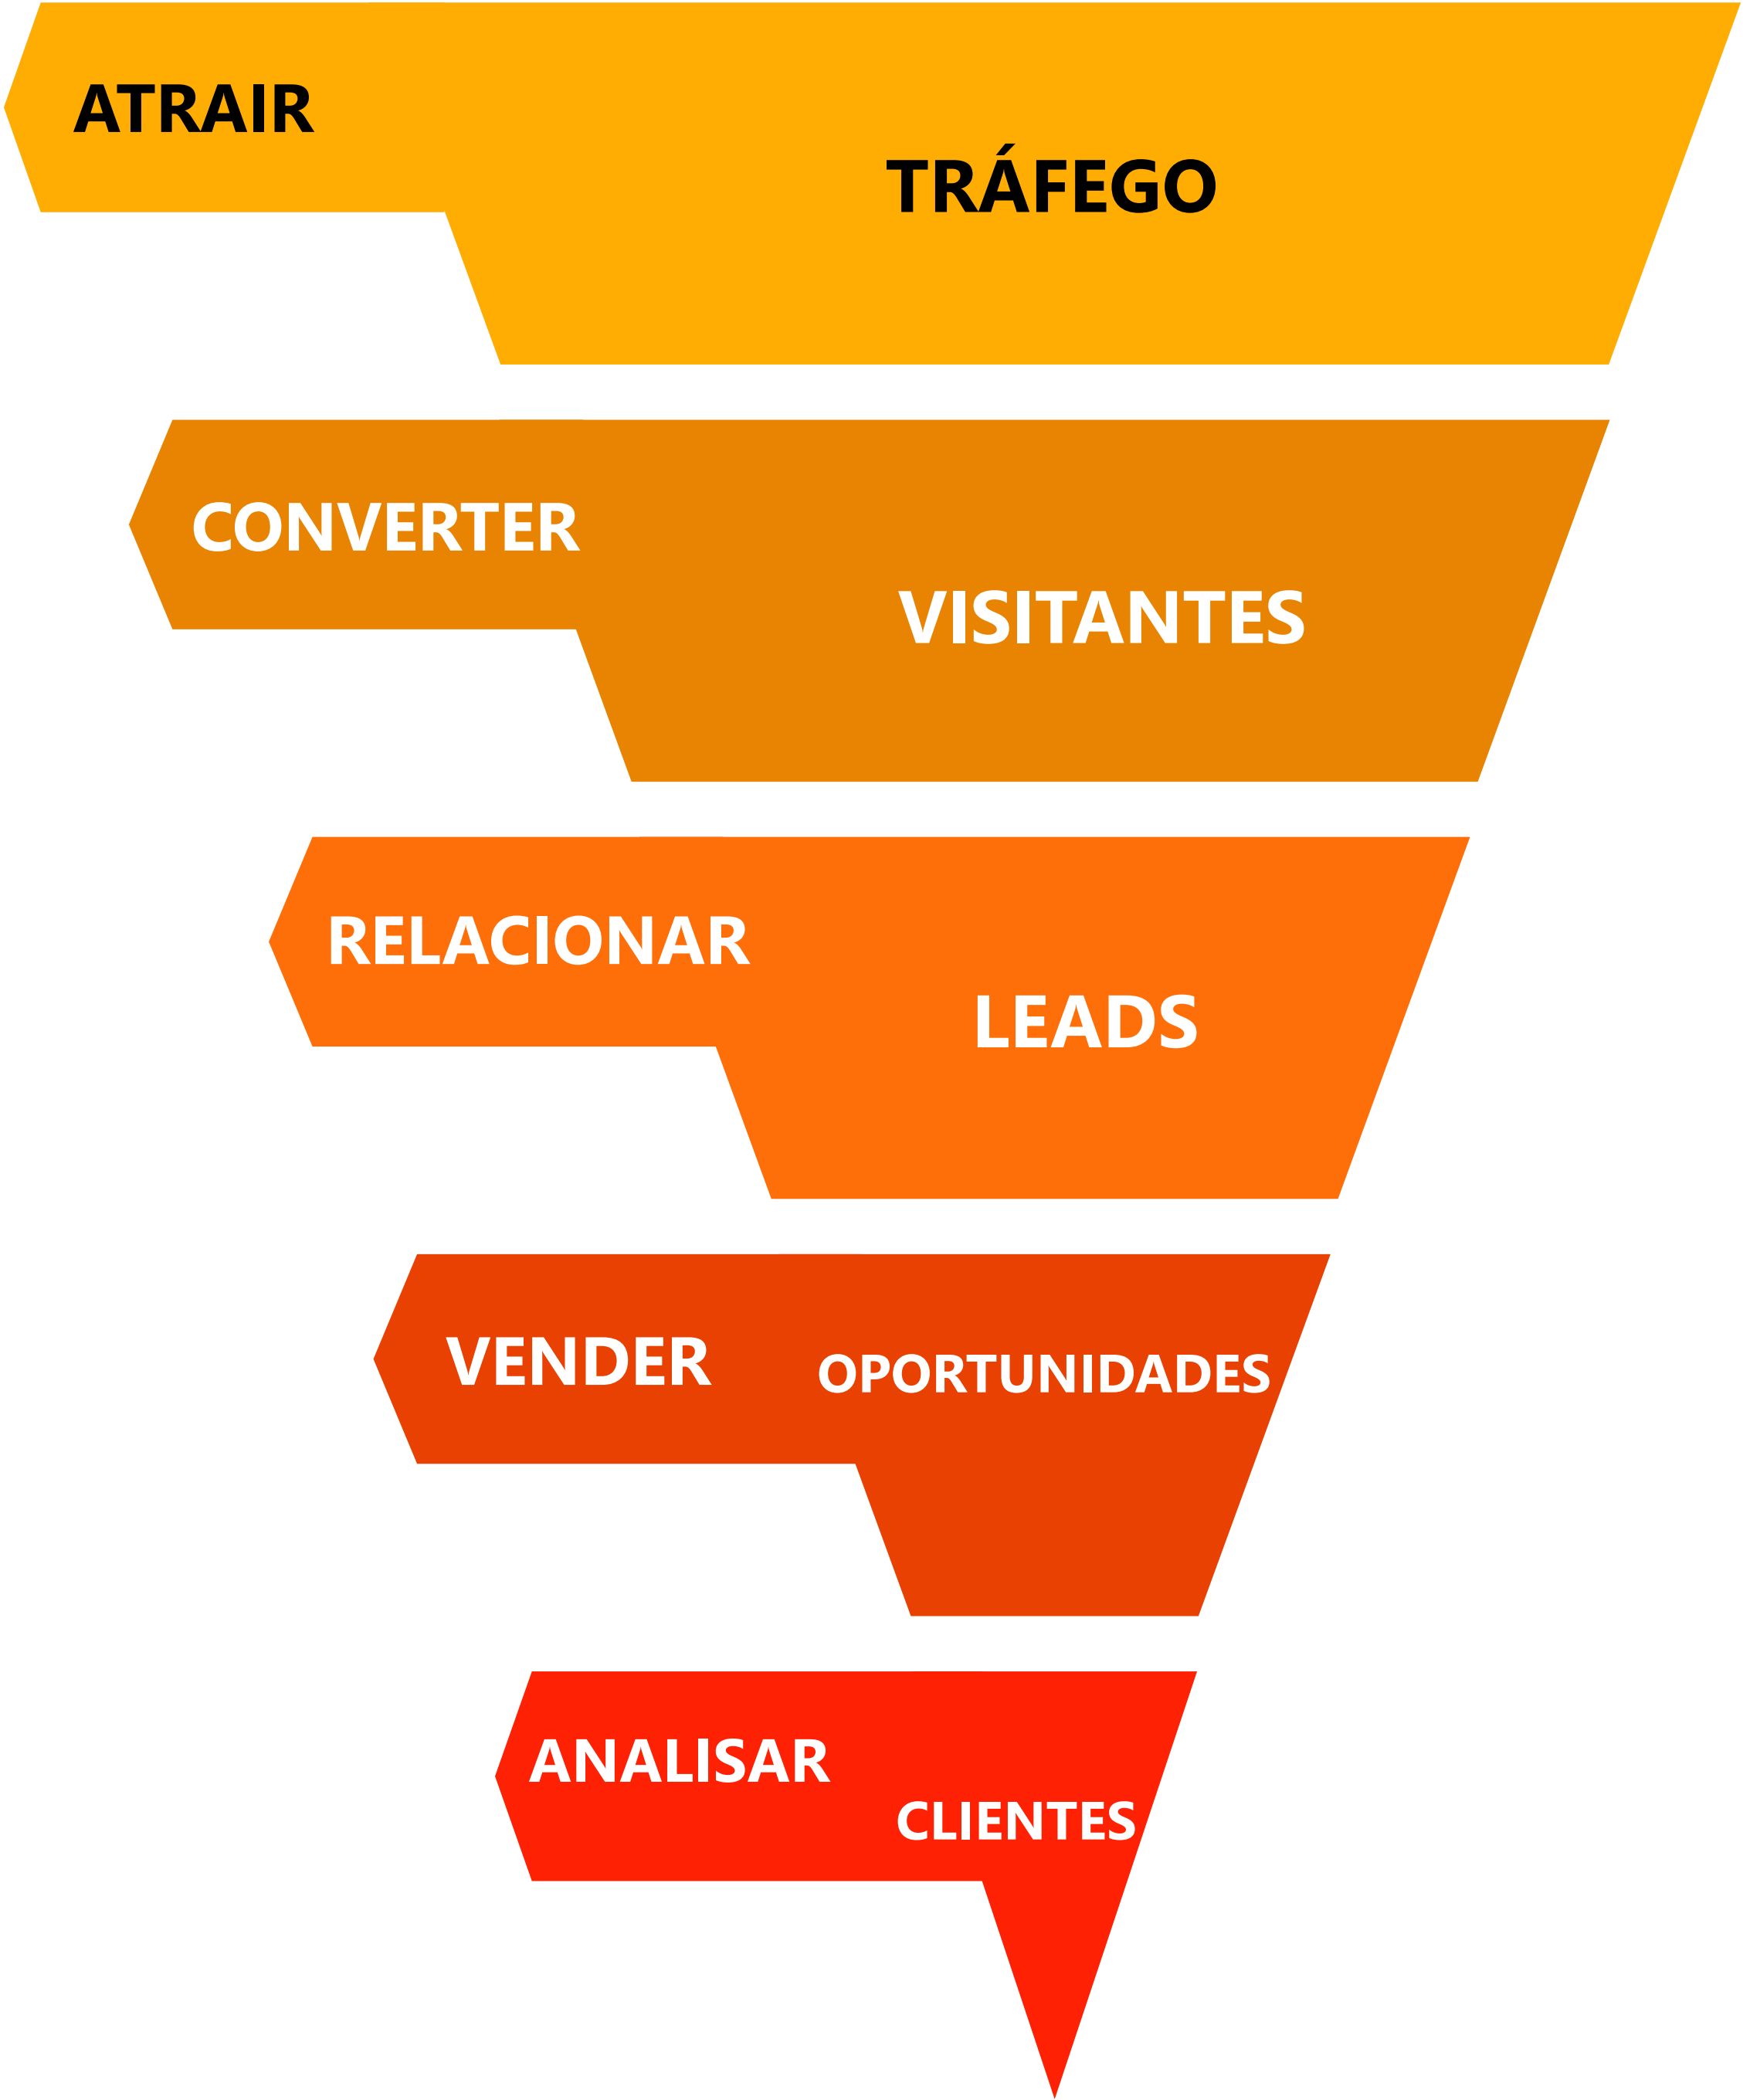 ATRAIR
TRÁFEGO
CONVERTER
VISITANTES
RELACIONAR
LEADS
VENDER
OPORTUNIDADES
ANALISAR
CLIENTES